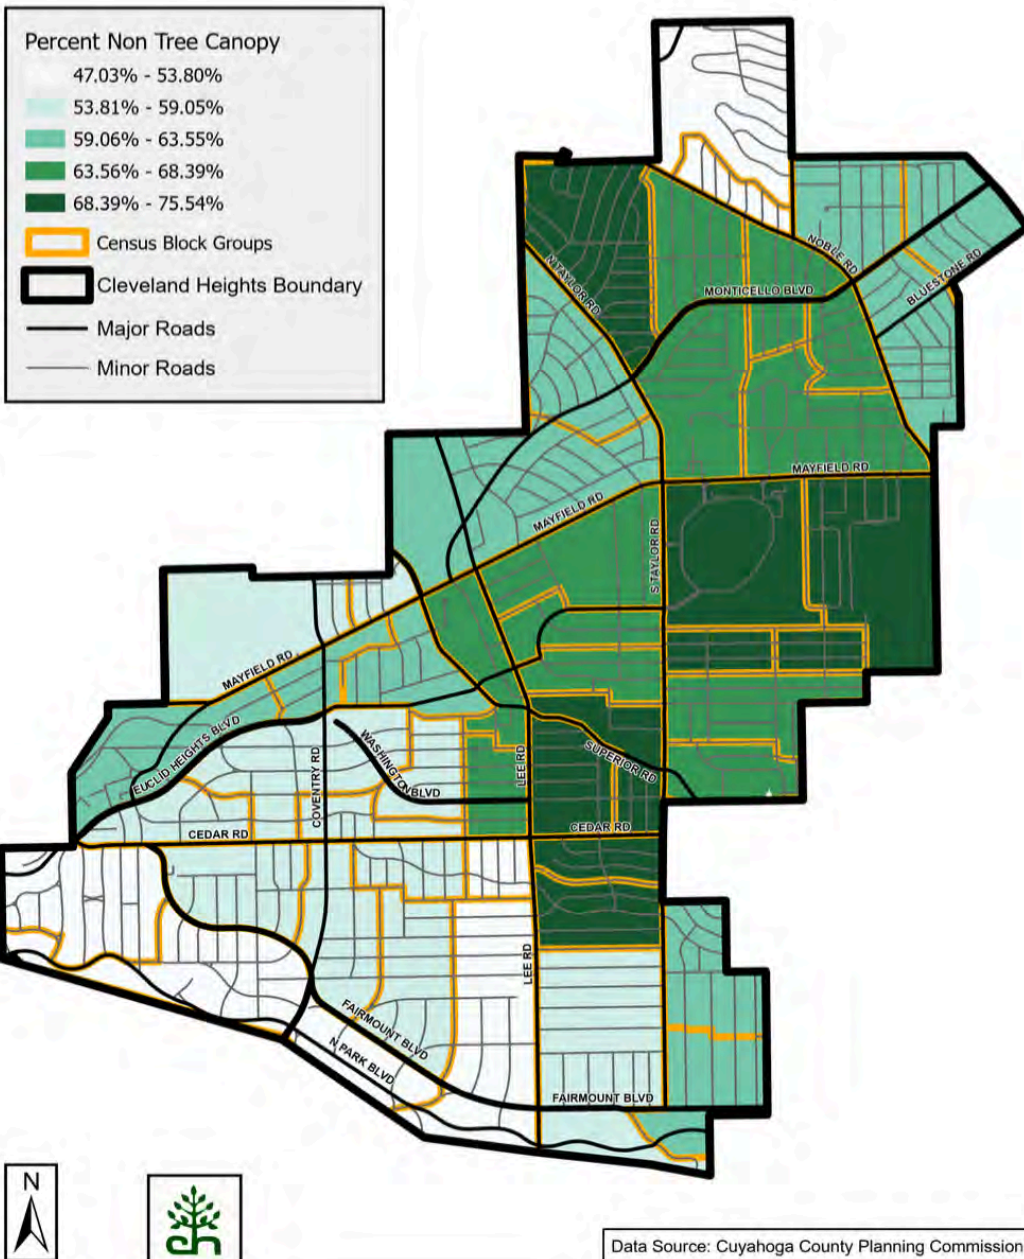 Percent Non Tree Canopy
47.03% - 53.80%
53.81% - 59.05%
59.06% - 63.55%
63.56% - 68.39%
68.39% - 75.54%
Census Block Groups
Cleveland Heights Boundary
Major Roads
Minor Roads
NOBLE RD
N TAYLOR RD
BLUESTONE RD
MONTICELLO BLVD
MAYFIELD RD
MAYFIELD RD
S TAYLOR RD
MAYFIELD RD
EUCLID HEIGHTS BLVD
WASHINGTON BLVD
COVENTRY RD
LEE RD
SUPERIOR RD
CEDAR RD
CEDAR RD
LEE RD
FAIRMOUNT BLVD
N PARK BLVD
FAIRMOUNT BLVD
N
ch
Data Source: Cuyahoga County Planning Commission